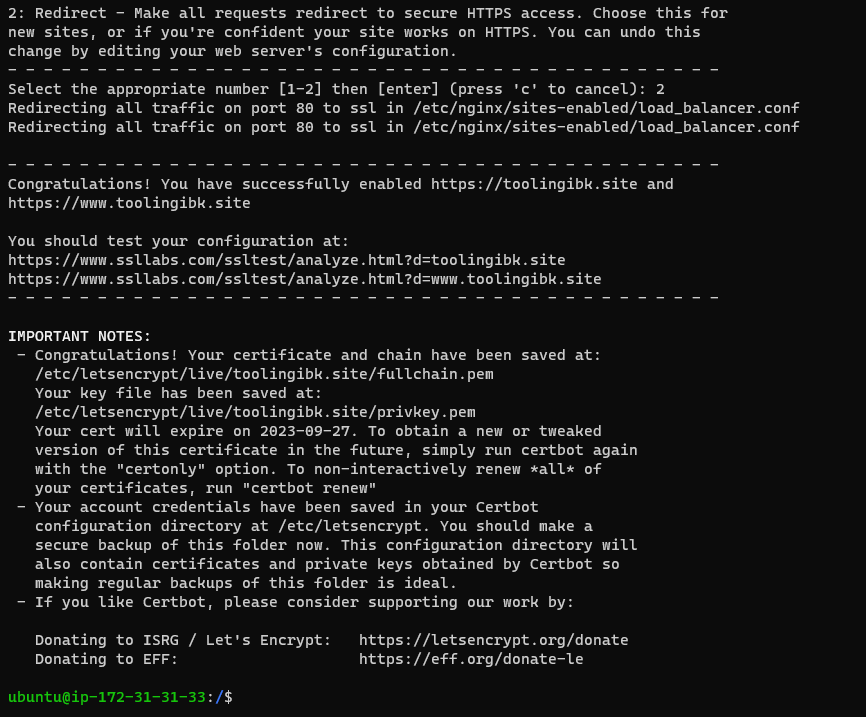 2: Redirect - Make all requests redirect to secure HTTPS access. Choose this for
new sites, or if you're confident your site works on HTTPS. You can undo this
change by editing your web server's configuration.
- - - - - - - - - - - - - - - - - - - - - - - - - - - - - - - - - - - - - - - -
Select the appropriate number [1-2] then [enter] (press 'c' to cancel): 2
Redirecting all traffic on port 80 to ssl in /etc/nginx/sites-enabled/load_balancer.conf
Redirecting all traffic on port 80 to ssl in /etc/nginx/sites-enabled/load_balancer.conf
- - - - - - - - - - - - - - - - - - - - - - - - - - - - - - - - - - - - - - - -
Congratulations! You have successfully enabled https://toolingibk.site and
https://www.toolingibk.site
You should test your configuration at:
https://www.ssllabs.com/ssltest/analyze.html?d=toolingibk.site
https://www.ssllabs.com/ssltest/analyze.html?d=www.toolingibk.site
- - - - - - - - - - - - - - - - - - - - - - - - - - - - - - - - - - - - - - - -
IMPORTANT NOTES:
- Congratulations! Your certificate and chain have been saved at:
/etc/letsencrypt/live/toolingibk.site/fullchain.pem
Your key file has been saved at:
/etc/letsencrypt/live/toolingibk.site/privkey.pem
Your cert will expire on 2023-09-27. To obtain a new or tweaked
version of this certificate in the future, simply run certbot again
with the "certonly" option. To non-interactively renew *all* of
your certificates, run "certbot renew"
- Your account credentials have been saved in your Certbot
configuration directory at /etc/letsencrypt. You should make a
secure backup of this folder now. This configuration directory will
also contain certificates and private keys obtained by Certbot so
making regular backups of this folder is ideal.
- If you like Certbot, please consider supporting our work by:
Donating to ISRG / Let's Encrypt:   https://letsencrypt.org/donate
Donating to EFF:                    https://eff.org/donate-le
ubuntu@ip-172-31-31-33:/$